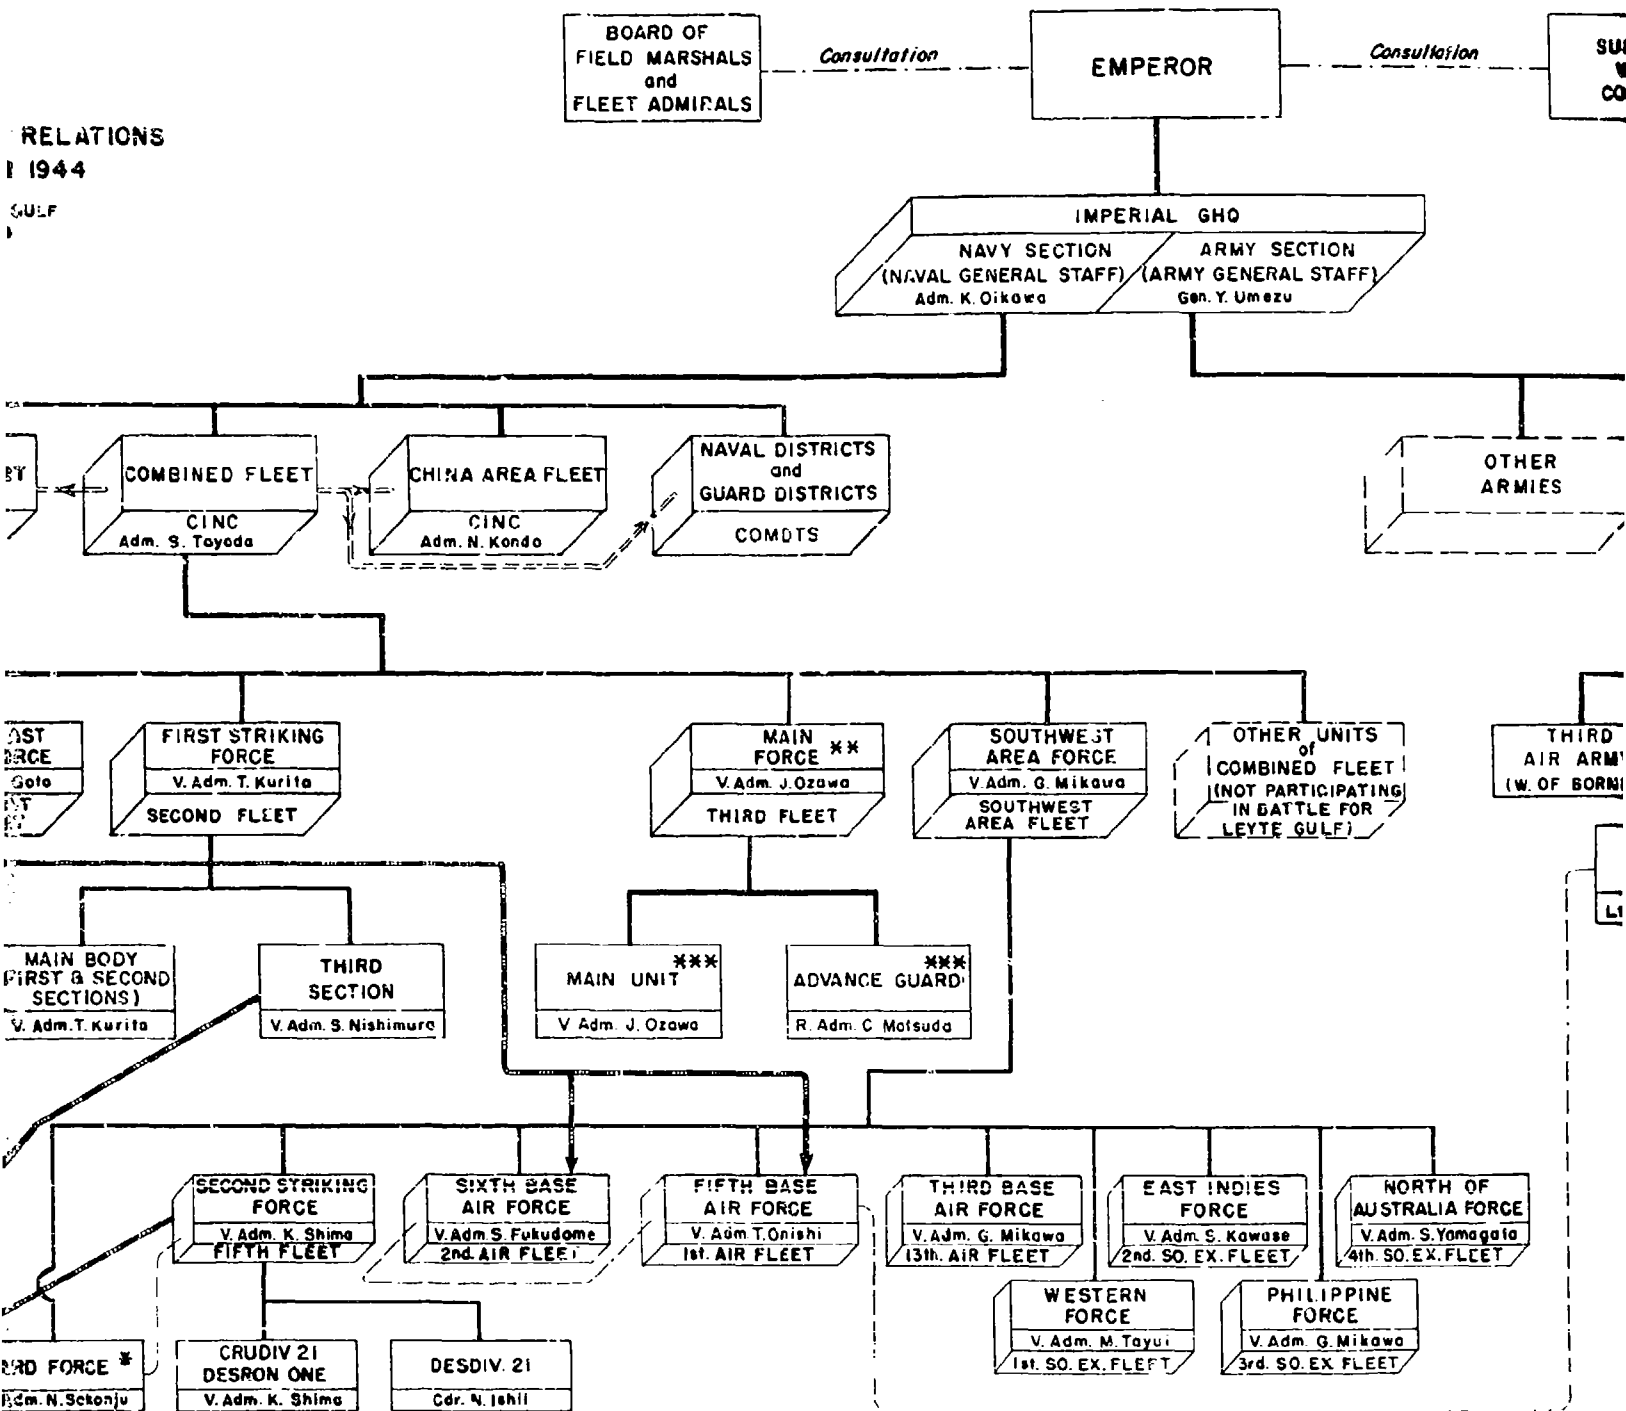 BOARD OF
FIELD MARSHALS
and
FLEET ADMIRALS
Consultation
EMPEROR
Consultation
RELATIONS
1944
GULF
IMPERIAL GHQ
NAVY SECTION
(NAVAL GENERAL STAFF)
Adm. K. Oikawa
ARMY SECTION
(ARMY GENERAL STAFF)
Gen. Y. Umezu
COMBINED FLEET
CINC
Adm. S. Toyoda
CHINA AREA FLEET
CINC
Adm. N. Kondo
NAVAL DISTRICTS
and
GUARD DISTRICTS
COMDTS
OTHER
ARMIES
Goto
FIRST STRIKING
FORCE
V. Adm. T. Kurita
SECOND FLEET
MAIN
FORCE **
V. Adm. J. Ozawa
THIRD FLEET
SOUTHWEST
AREA FORCE
V. Adm. G. Mikawa
SOUTHWEST
AREA FLEET
OTHER UNITS
of
COMBINED FLEET
(NOT PARTICIPATING
IN BATTLE FOR
LEYTE GULF)
THIRD
AIR ARMY
(W. OF
MAIN BODY
FIRST & SECOND
SECTIONS)
V. Adm. T. Kurita
THIRD
SECTION
V. Adm. S. Nishimura
***
MAIN UNIT
V Adm. J. Ozawa
***
ADVANCE GUARD
R. Adm. C Matsuda
SECOND STRIKING
FORCE
V. Adm. K. Shima
FIFTH FLEET
SIXTH BASE
AIR FORCE
V. Adm. S. Fukudome
2nd. AIR FLEET
FIFTH BASE
AIR FORCE
V. Adm T. Onishi
1st. AIR FLEET
THIRD BASE
AIR FORCE
V. Adm. G. Mikawa
13th. AIR FLEET
EAST INDIES
FORCE
V. Adm. S. Kawase
2nd. SO. EX. FLEET
NORTH OF
AUSTRALIA FORCE
V. Adm. S. Yamagata
4th. SO. EX. FLEET
WESTERN
FORCE
V. Adm. M. Tayui
1st. SO. EX. FLEET
PHILIPPINE
FORCE
V. Adm. G. Mikawa
3rd. SO. EX FLEET
FORCE *
N. Sakonju
CRUDIV 21
DESRON ONE
V. Adm. K. Shima
DESDIV. 21
Cdr. N. Ishii